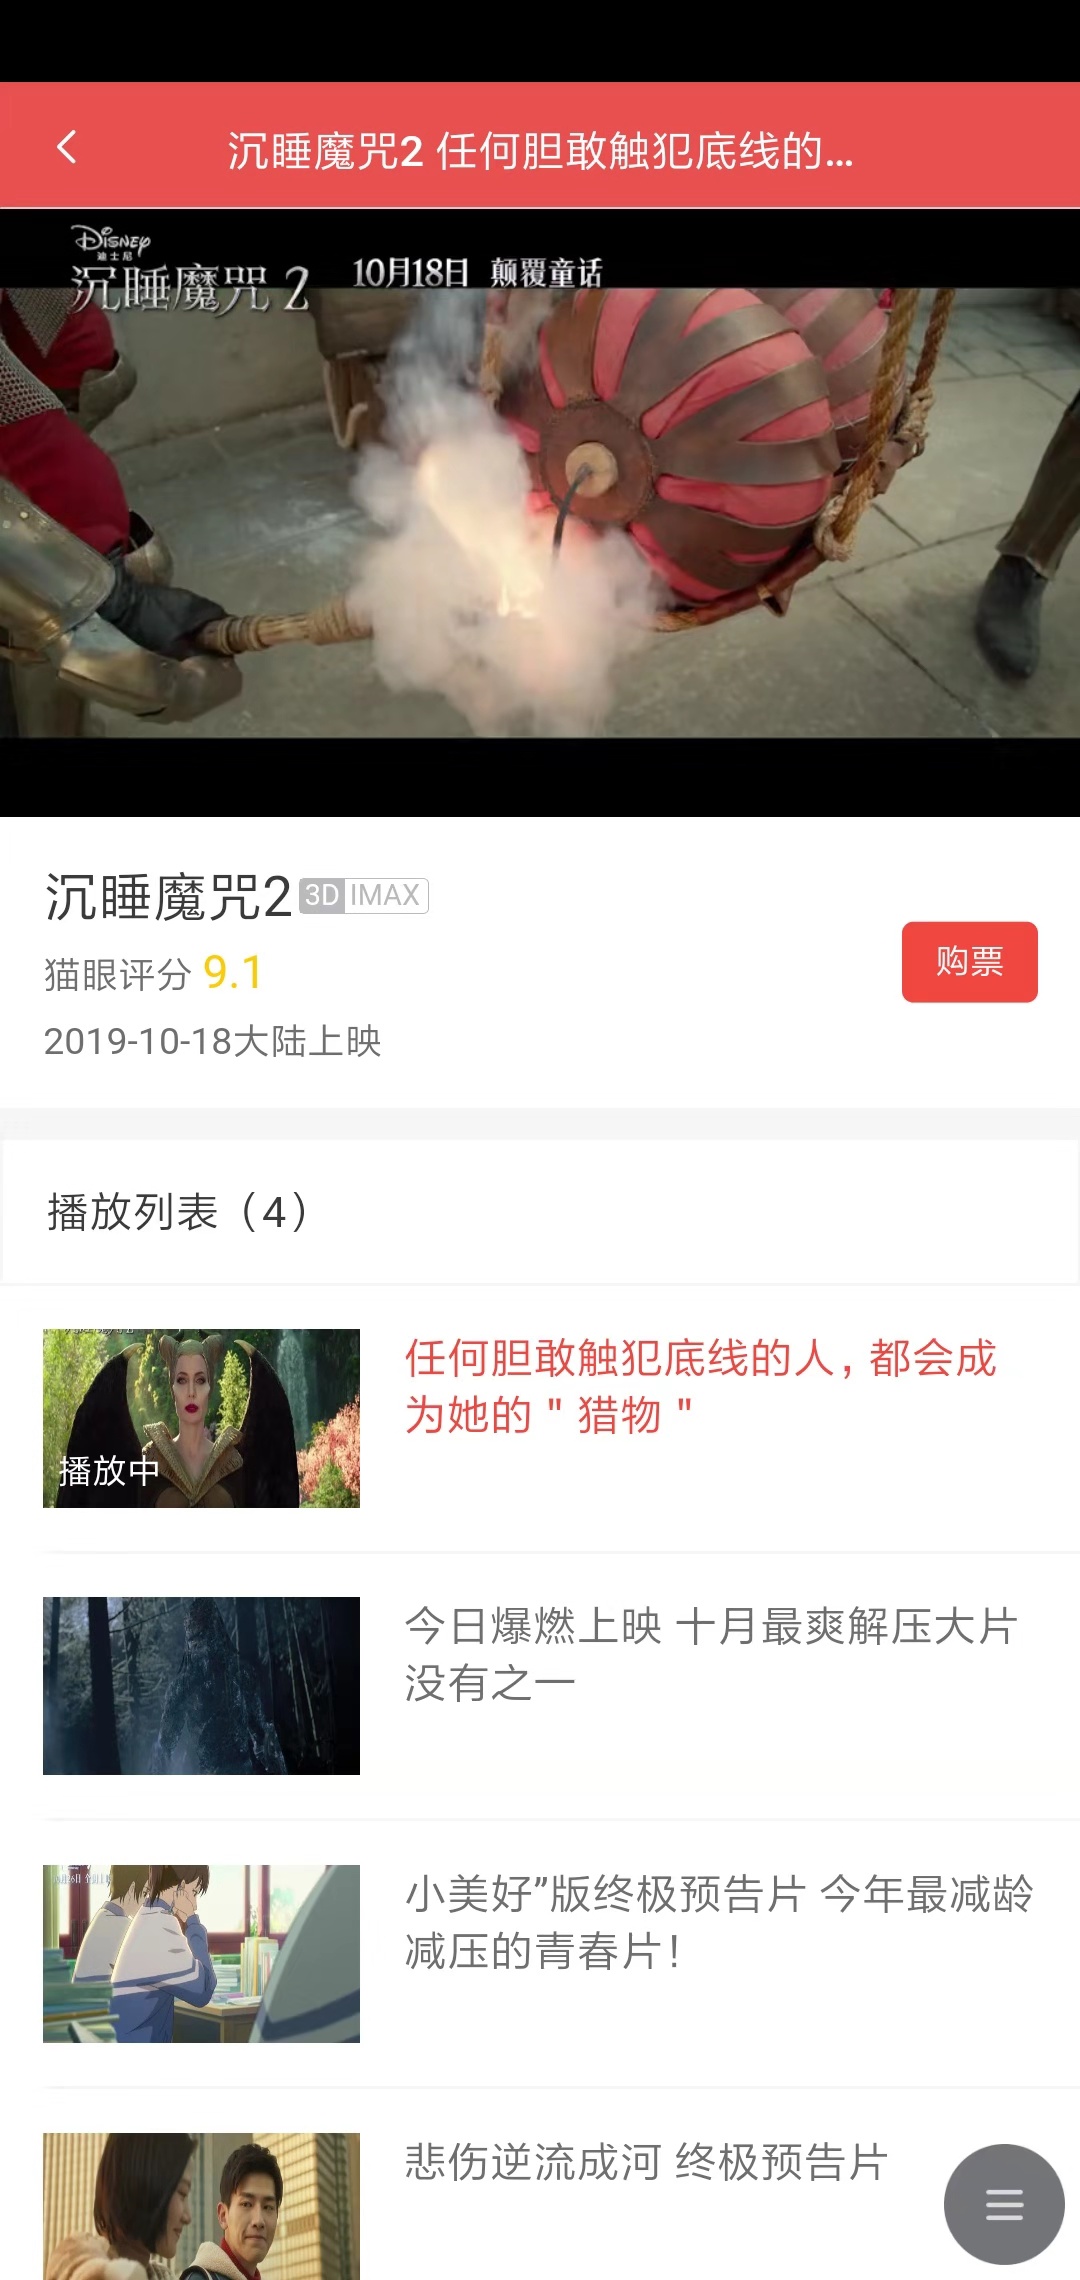 沉睡魔咒2 任何胆敢触犯底线的...
Disney
迪士尼
沉睡魔咒 2
10月18日 颠覆童话
沉睡魔咒2
3D IMAX
猫眼评分 9.1
购票
2019-10-18大陆上映
播放列表（4）
任何胆敢触犯底线的人，都会成
为她的＂猎物＂
播放中
今日爆燃上映 十月最爽解压大片
没有之一
小美好”版终极预告片 今年最减龄
减压的青春片！
悲伤逆流成河 终极预告片